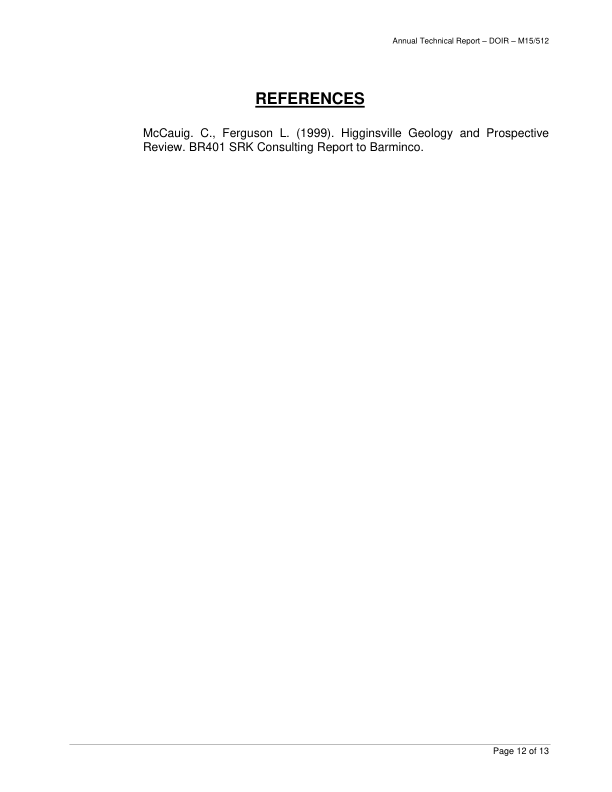 Annual Technical Report – DOIR – M15/512
REFERENCES
McCauig. C., Ferguson L. (1999). Higginsville Geology and Prospective
Review. BR401 SRK Consulting Report to Barminco.
Page 12 of 13